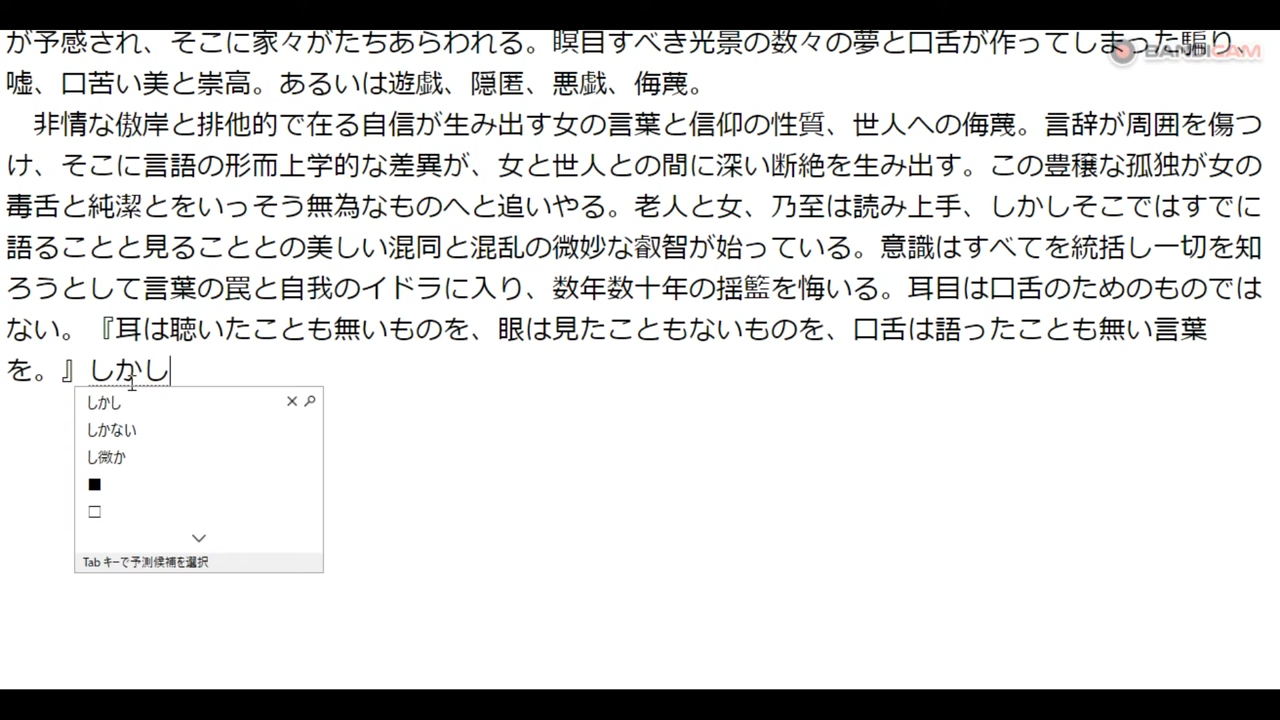 が予感され、そこに家々がたちあらわれる。瞑目すべき光景の数々の夢と口舌が作ってしまった騙り、
BANDICAM
嘘、口苦い美と崇高。あるいは遊戯、隠匿、悪戯、侮蔑。
　非情な傲岸と排他的で在る自信が生み出す女の言葉と信仰の性質、世人への侮蔑。言辞が周囲を傷つ
け、そこに言語の形而上学的な差異が、女と世人との間に深い断絶を生み出す。この豊穣な孤独が女の
毒舌と純潔とをいっそう無為なものへと追いやる。老人と女、乃至は読み上手、しかしそこではすでに
語ることと見ることとの美しい混同と混乱の微妙な叡智が始っている。意識はすべてを統括し一切を知
ろうとして言葉の罠と自我のイドラに入り、数年数十年の揺籃を悔いる。耳目は口舌のためのものでは
ない。『耳は聴いたことも無いものを、眼は見たこともないものを、口舌は語ったことも無い言葉
を。』しかし
しかし
しかない
し微か
■
□
Tab キーで予測候補を選択